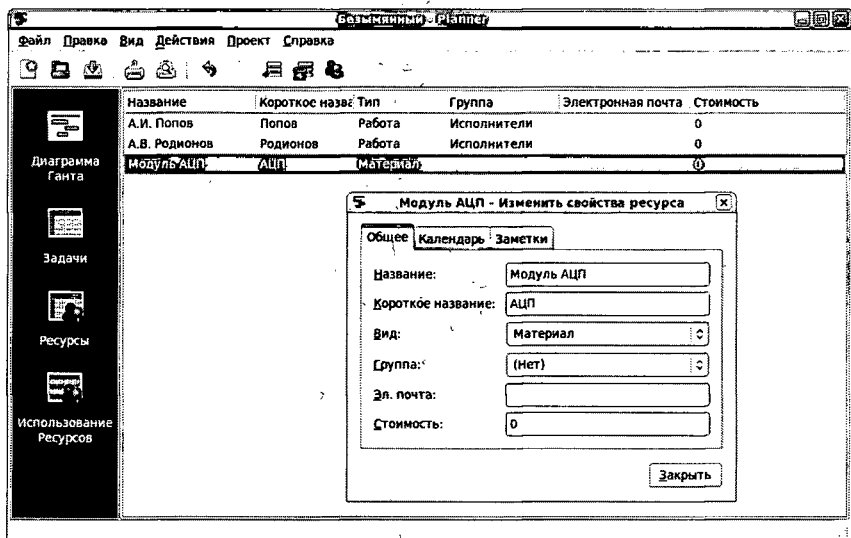 Безымянный - Planner
Файл Правка Вид Действия Проект Справка
Название Короткое назва Тип Группа Электронная почта Стоимость
А.И. Попов Попов Работа Исполнители 0
А.В. Родионов Родионов Работа Исполнители 0
Модуль АЦП АЦП Материал 0
Диаграмма
Ганта
Задачи
Ресурсы
Использование
Ресурсов
Модуль АЦП - Изменить свойства ресурса
Общее Календарь Заметки
Название: Модуль АЦП
Короткое название: АЦП
Вид: Материал
Группа: (Нет)
Эл. почта:
Стоимость: 0
Закрыть